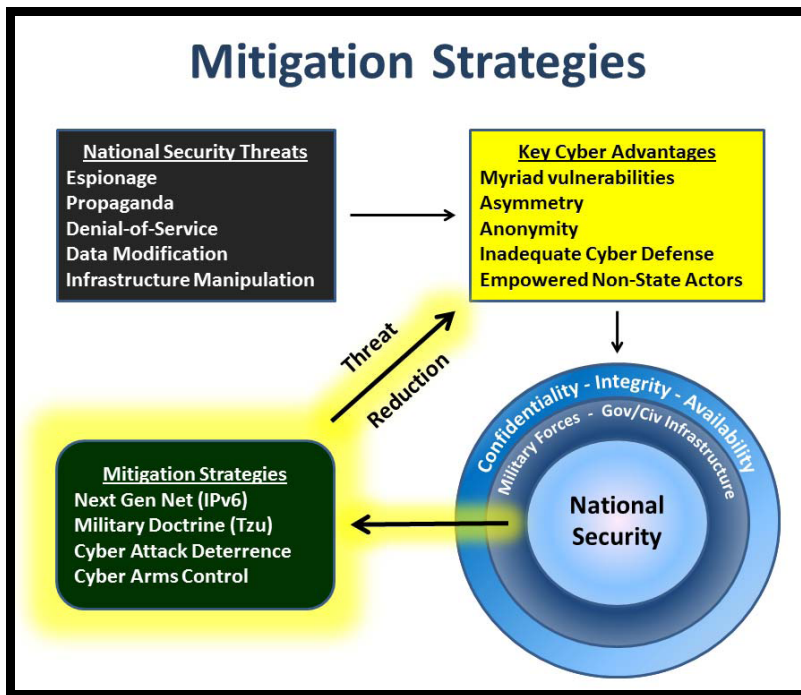 Mitigation Strategies
National Security Threats
Espionage
Propaganda
Denial-of-Service
Data Modification
Infrastructure Manipulation
Key Cyber Advantages
Myriad vulnerabilities
Asymmetry
Anonymity
Inadequate Cyber Defense
Empowered Non-State Actors
Threat
Reduction
Confidentiality - Integrity - Availability
Military Forces - Gov/Civ Infrastructure
National
Security
Mitigation Strategies
Next Gen Net (IPv6)
Military Doctrine (Tzu)
Cyber Attack Deterrence
Cyber Arms Control